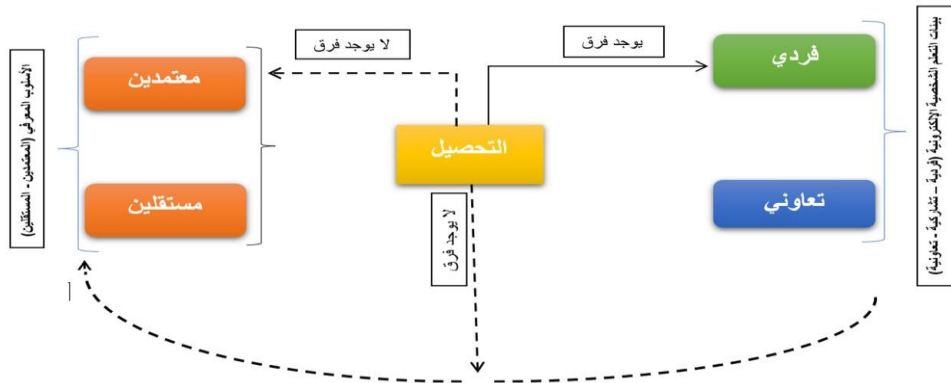 بيئات التعلم الشخصية الإلكترونية (فردية – تشاركية - تعاونية)
فردي
تعاوني
يوجد فرق
التحصيل
لا يوجد فرق
لا يوجد فرق
معتمدين
مستقلين
الأسلوب المعرفي (المعتمدين - المستقلين)